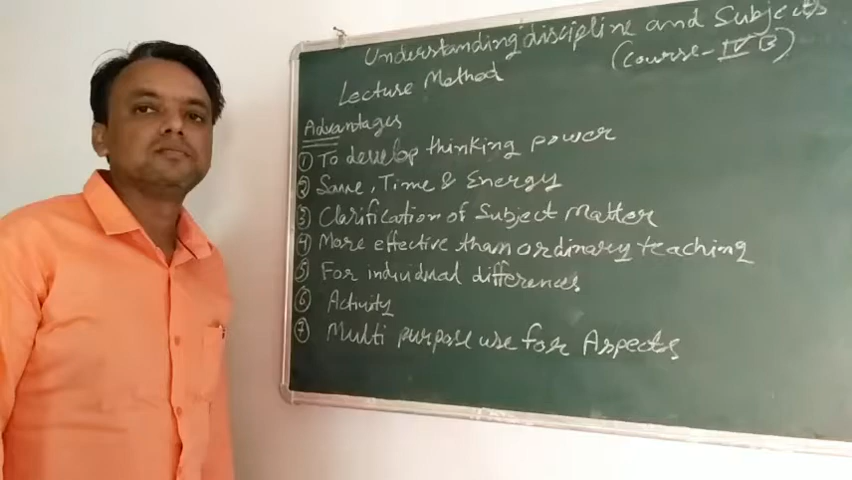 Understanding discipline and Subjects
(Course-IV B)
Lecture Method
Advantages
① To develop thinking power
② Same, Time & Energy
③ Clarification of Subject Matter
④ More effective than ordinary teaching
⑤ For individual differences
⑥ Activity
⑦ Multi purpose use for Aspects